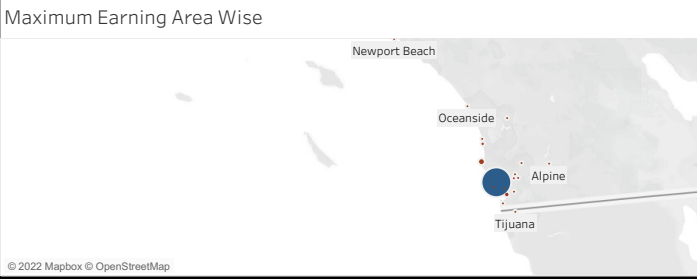 Maximum Earning Area Wise
Newport Beach
Oceanside
Alpine
Tijuana
© 2022 Mapbox © OpenStreetMap